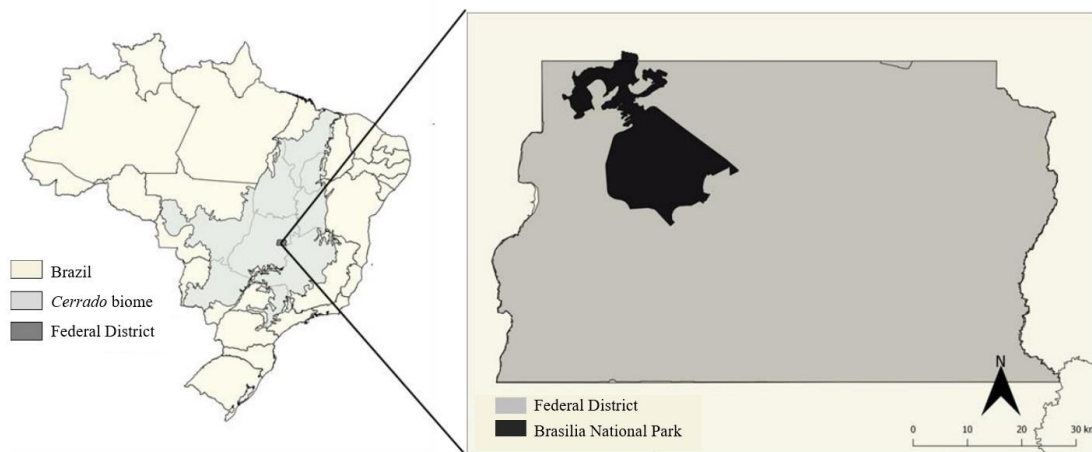 Brazil
Cerrado biome
Federal District
Federal District
Brasilia National Park
N
0 10 20 30 km